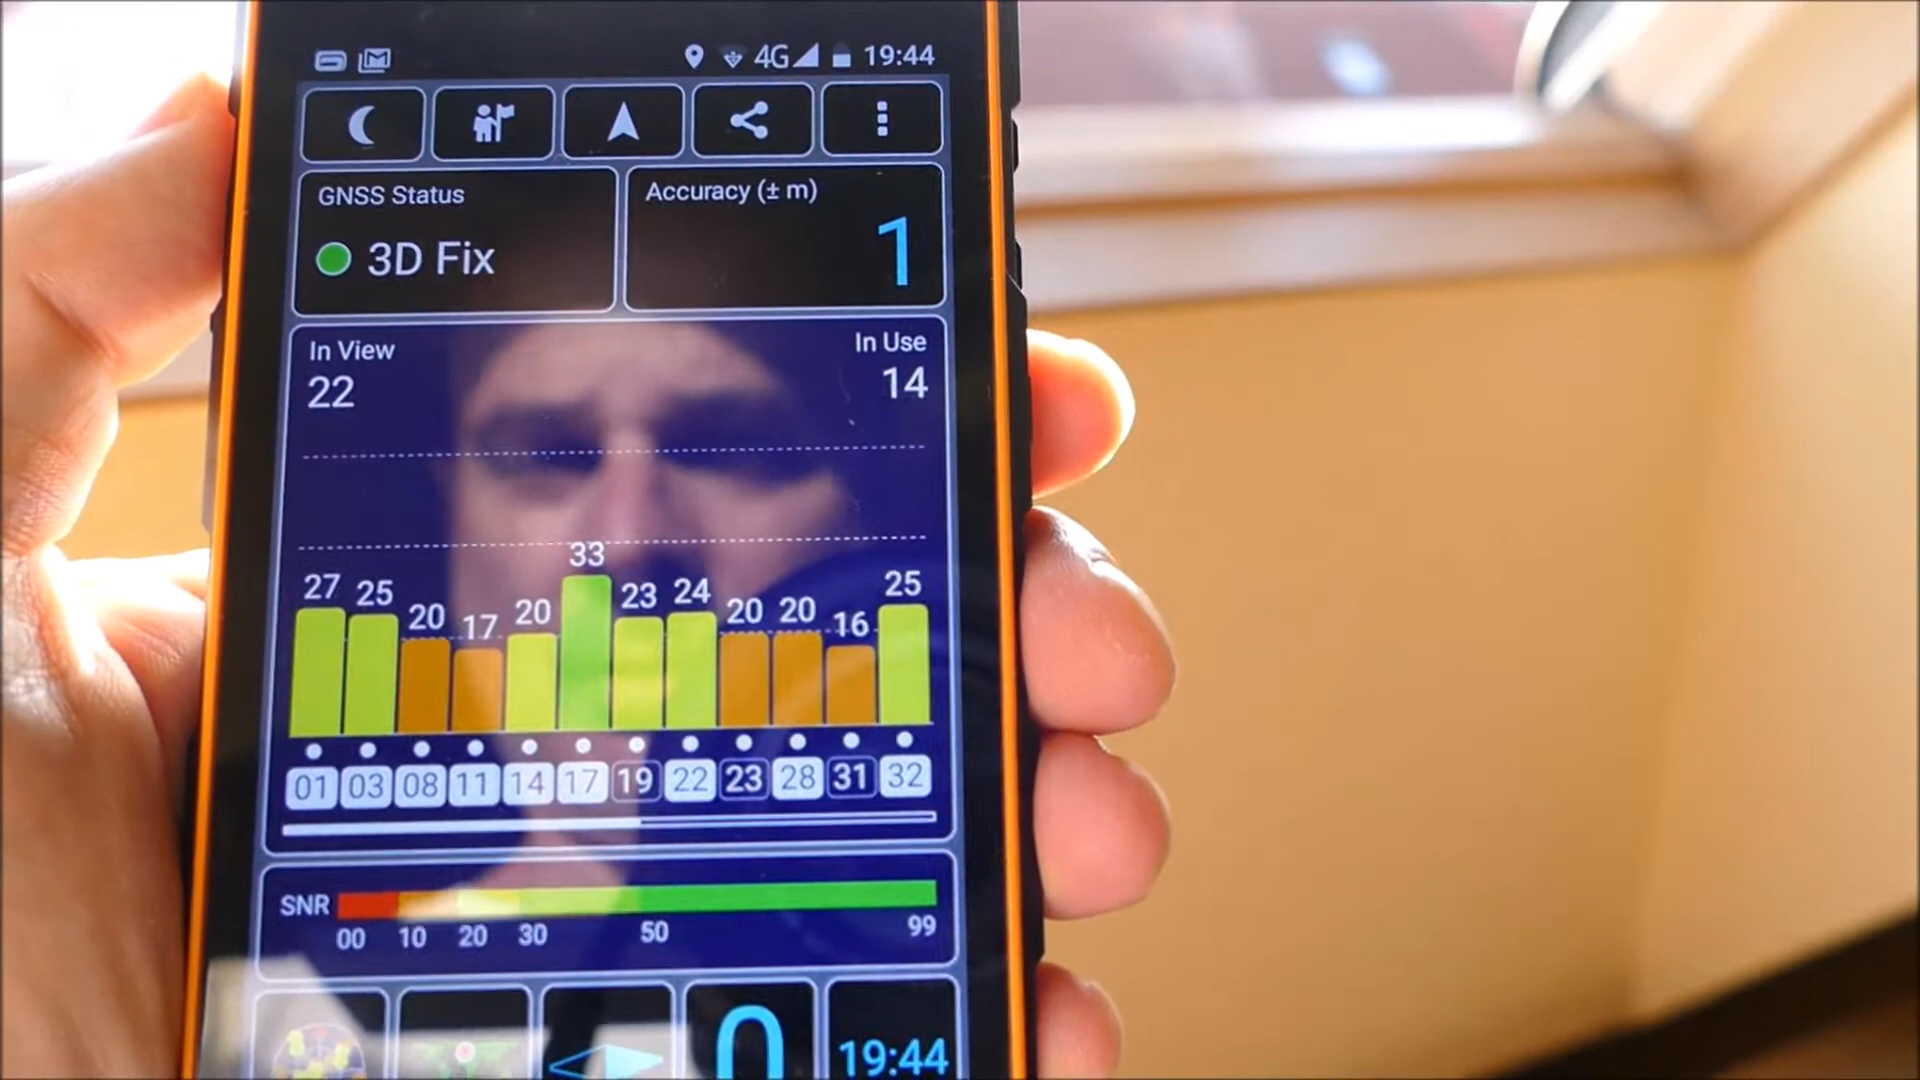 4G 19:44
GNSS Status
3D Fix
Accuracy (± m)
1
In View
22
In Use
14
27 25 20 17 20 33 23 24 20 20 16 25
01 03 08 11 14 17 19 22 23 28 31 32
SNR
00 10 20 30 50 99
0
19:44